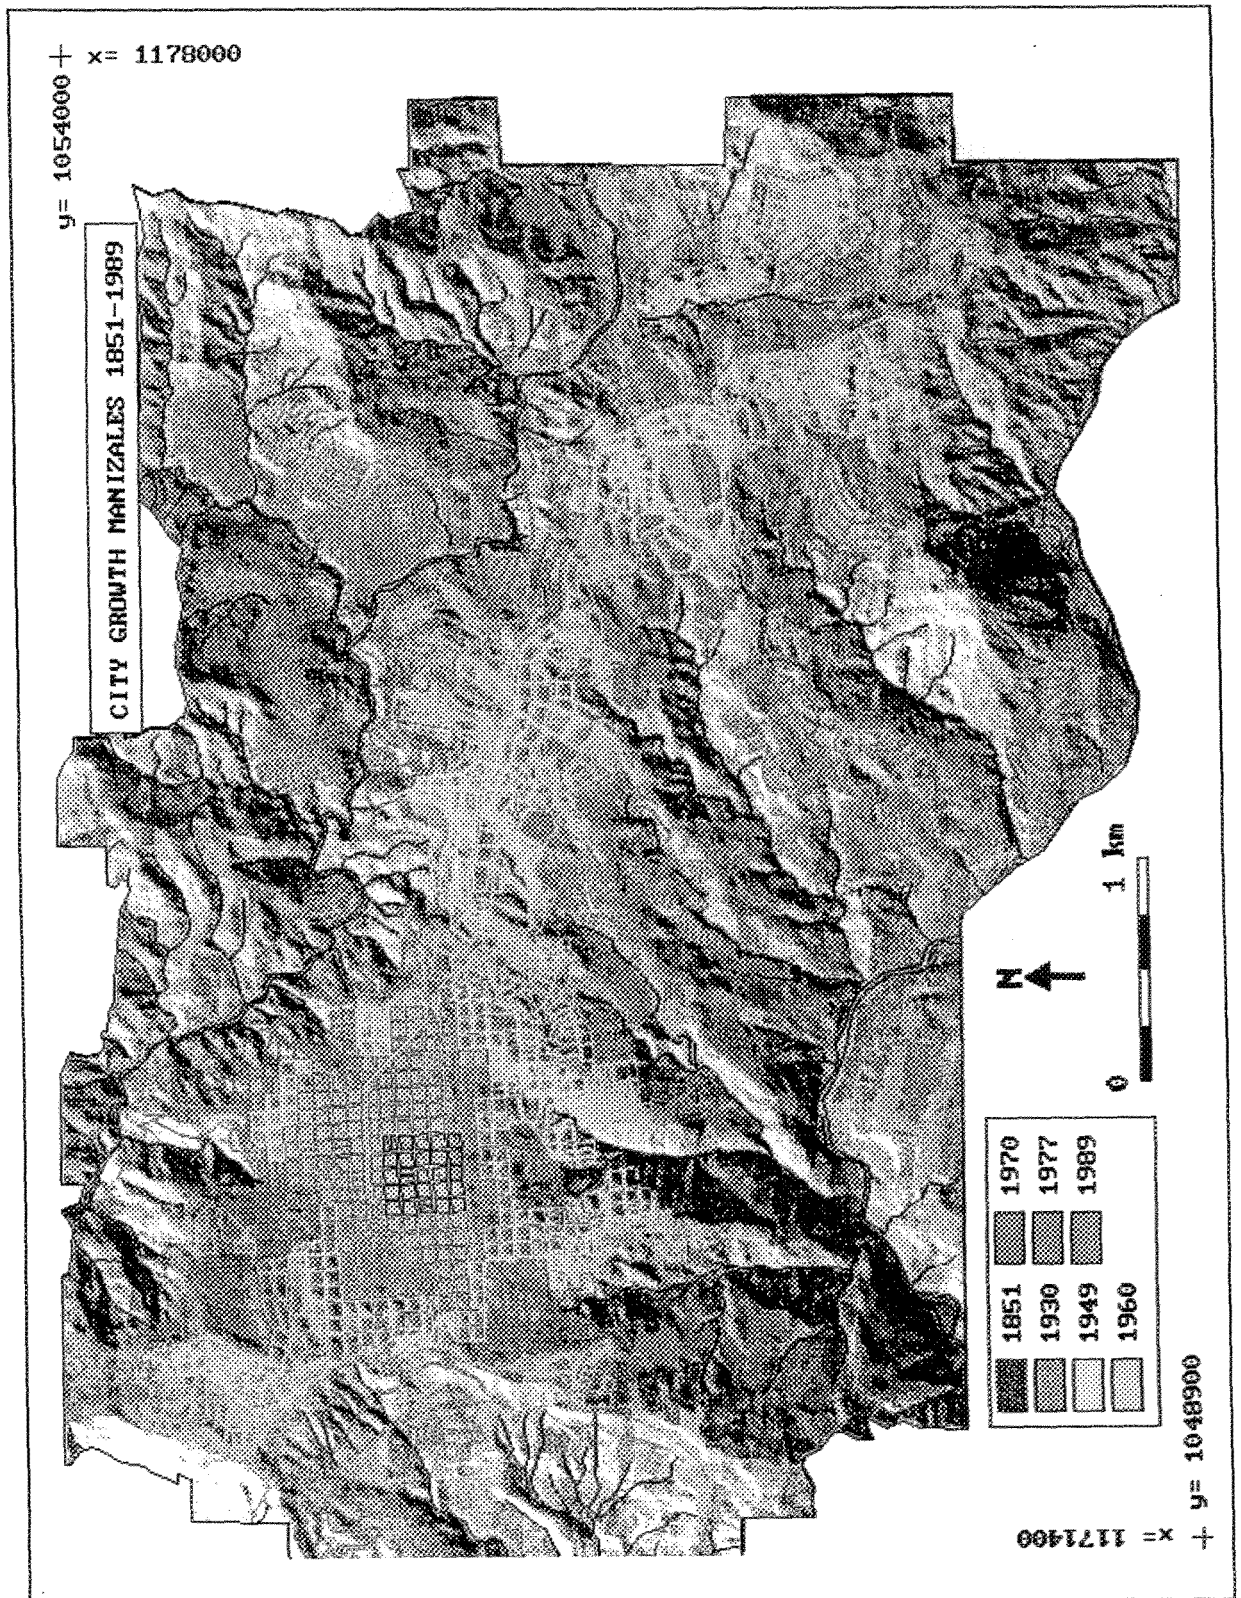 CITY GROWTH MANIZALES 1851-1989
y= 1054000
x= 1178000
1851
1930
1949
1960
1970
1977
1989
N
0
1 km
x= 1171400
y= 1048900